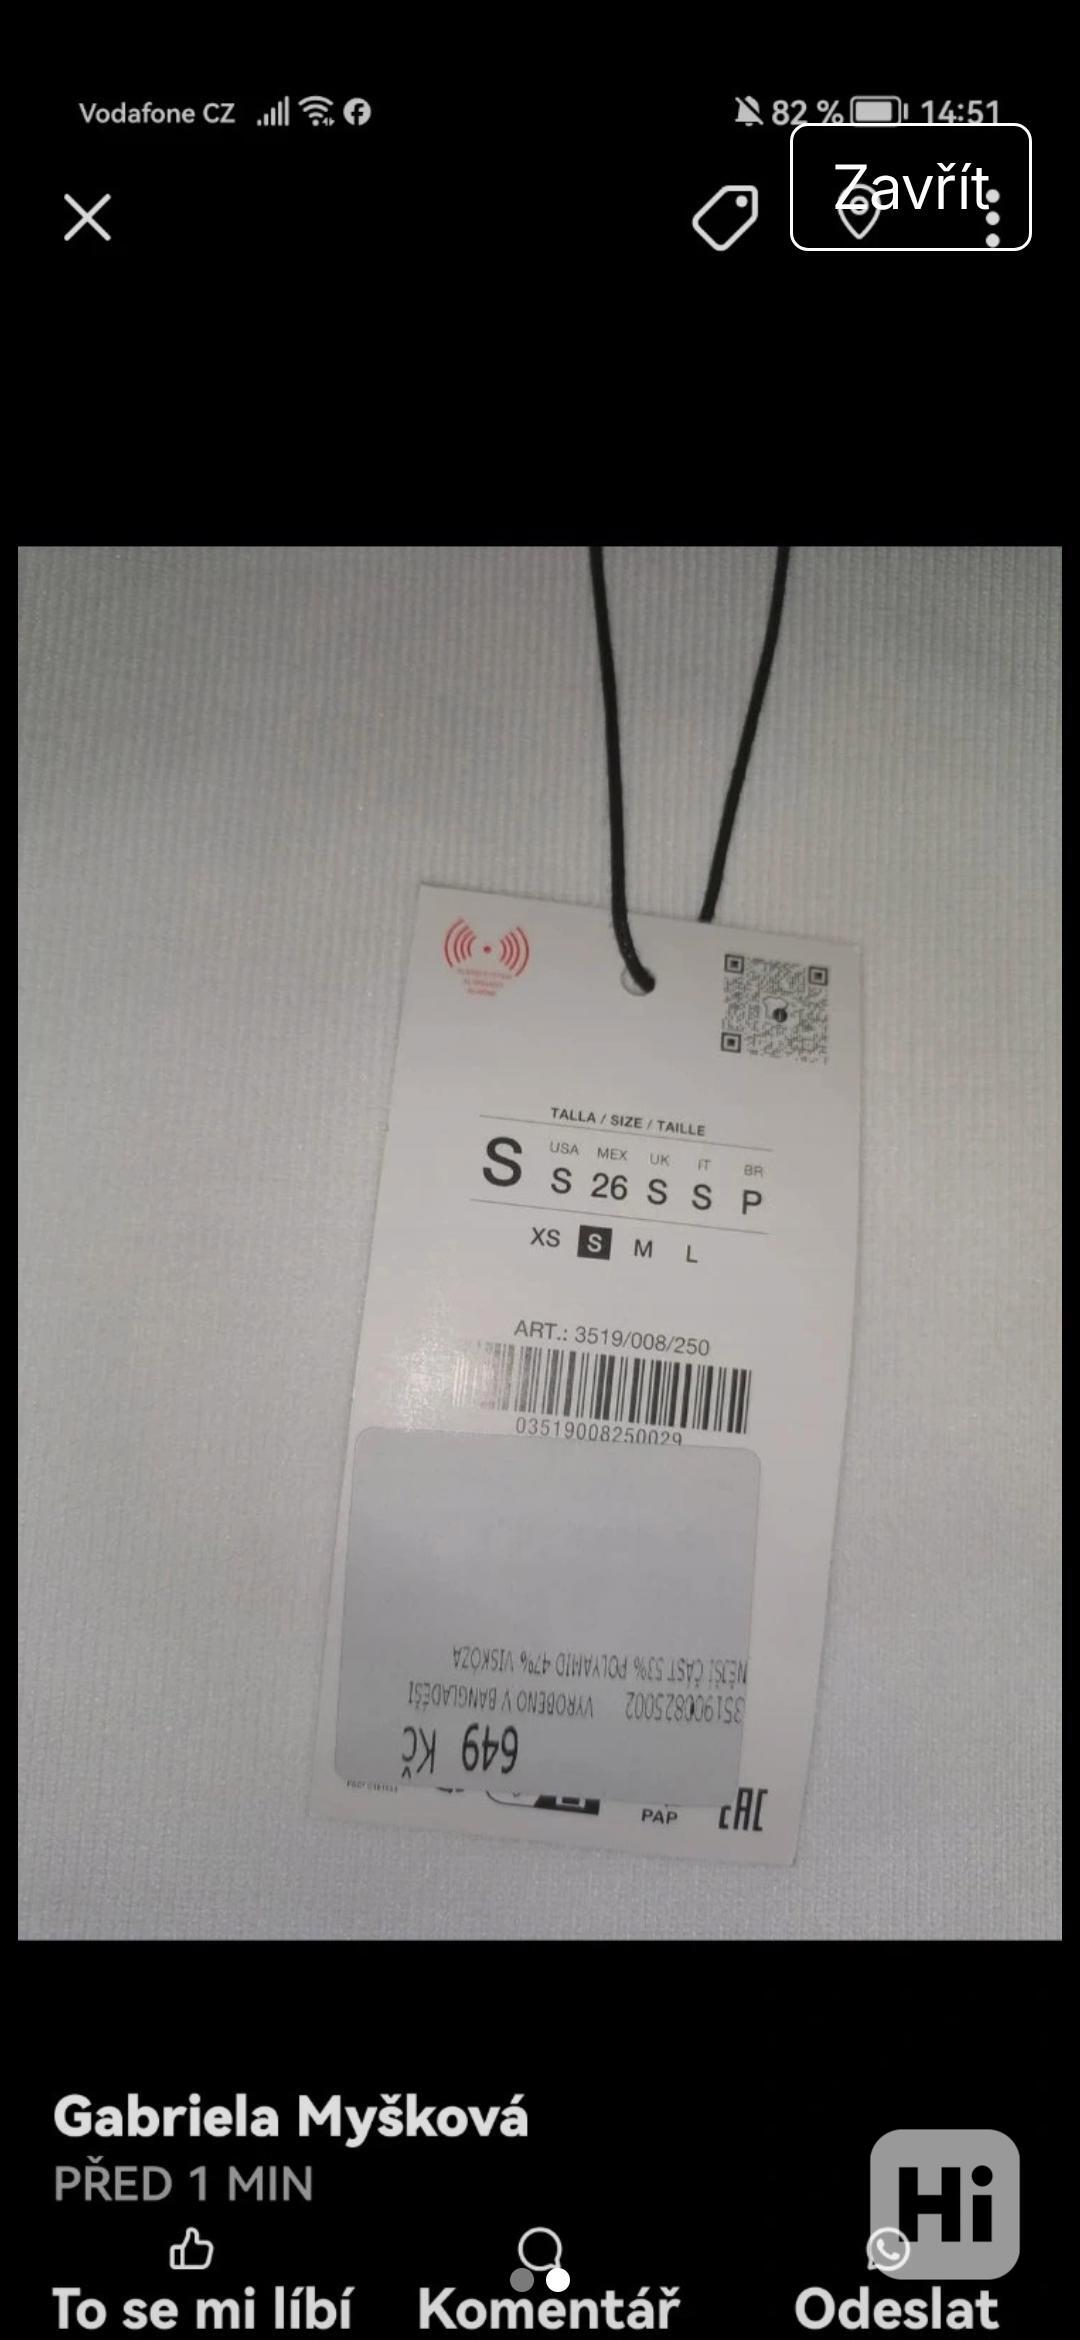 Vodafone CZ 82 % 14:51
Zavřít
TALLA / SIZE / TAILLE
S USA MEX UK IT BR
S 26 S S P
XS S M L
ART.: 3519/008/250
03519008250029
NĚJŠÍ ČÁST 53% POLYAMID 47% VISKÓZA
351900825002 VYROBENO V BANGLADÉŠI
649 Kč
PAP EAC
Gabriela Myšková
PŘED 1 MIN
Hi
To se mi líbí Komentář Odeslat